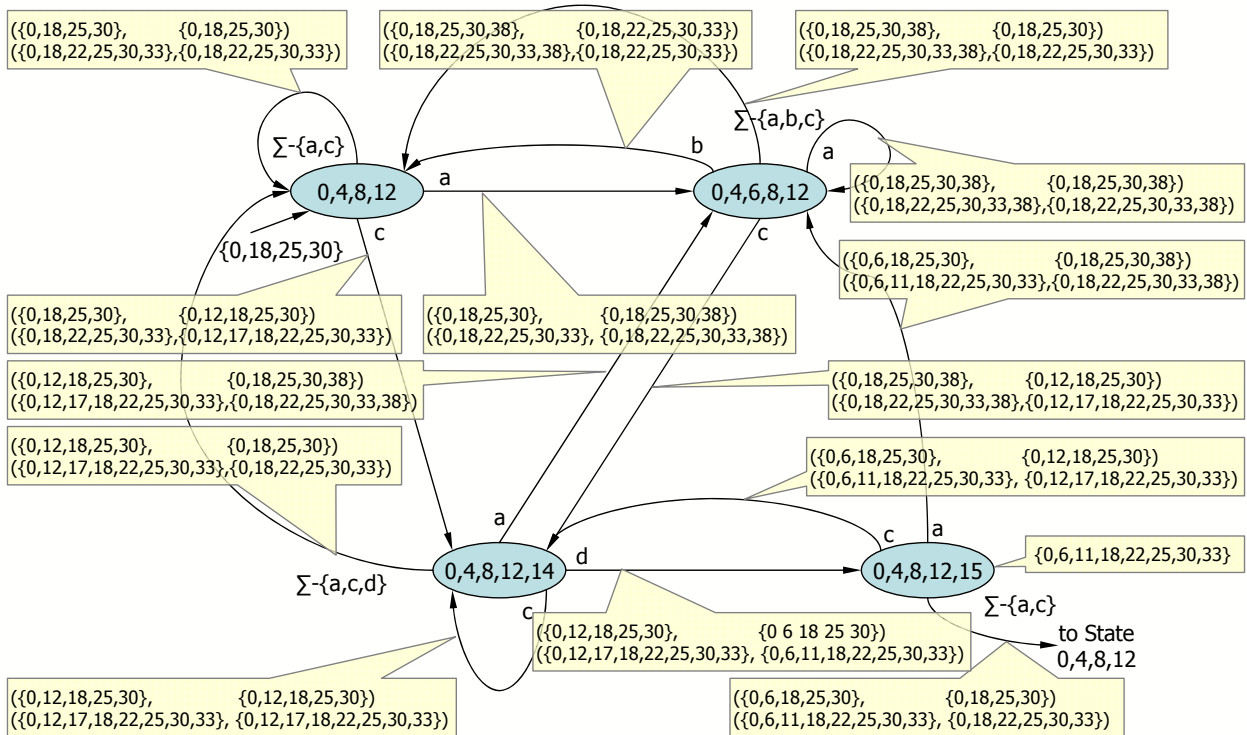 ({0,18,25,30}, {0,18,25,30})
({0,18,22,25,30,33},{0,18,22,25,30,33})
({0,18,25,30,38}, {0,18,22,25,30,33})
({0,18,22,25,30,33,38},{0,18,22,25,30,33})
({0,18,25,30,38}, {0,18,25,30})
({0,18,22,25,30,33,38},{0,18,22,25,30,33})
∑-{a,b,c}
∑-{a,c}
b
a
0,4,8,12
a
0,4,6,8,12
({0,18,25,30,38}, {0,18,25,30,38})
({0,18,22,25,30,33,38},{0,18,22,25,30,33,38})
c
c
{0,18,25,30}
({0,6,18,25,30}, {0,18,25,30,38})
({0,6,11,18,22,25,30,33},{0,18,22,25,30,33,38})
({0,18,25,30}, {0,12,18,25,30})
({0,18,22,25,30,33},{0,12,17,18,22,25,30,33})
({0,18,25,30}, {0,18,25,30,38})
({0,18,22,25,30,33}, {0,18,22,25,30,33,38})
({0,12,18,25,30}, {0,18,25,30,38})
({0,12,17,18,22,25,30,33},{0,18,22,25,30,33,38})
({0,18,25,30,38}, {0,12,18,25,30})
({0,18,22,25,30,33,38},{0,12,17,18,22,25,30,33})
({0,12,18,25,30}, {0,18,25,30})
({0,12,17,18,22,25,30,33},{0,18,22,25,30,33})
({0,6,18,25,30}, {0,12,18,25,30})
({0,6,11,18,22,25,30,33}, {0,12,17,18,22,25,30,33})
a
c
a
d
0,4,8,12,14
0,4,8,12,15
{0,6,11,18,22,25,30,33}
∑-{a,c,d}
c
∑-{a,c}
({0,12,18,25,30}, {0 6 18 25 30})
({0,12,17,18,22,25,30,33}, {0,6,11,18,22,25,30,33})
to State
0,4,8,12
({0,12,18,25,30}, {0,12,18,25,30})
({0,12,17,18,22,25,30,33}, {0,12,17,18,22,25,30,33})
({0,6,18,25,30}, {0,18,25,30})
({0,6,11,18,22,25,30,33}, {0,18,22,25,30,33})